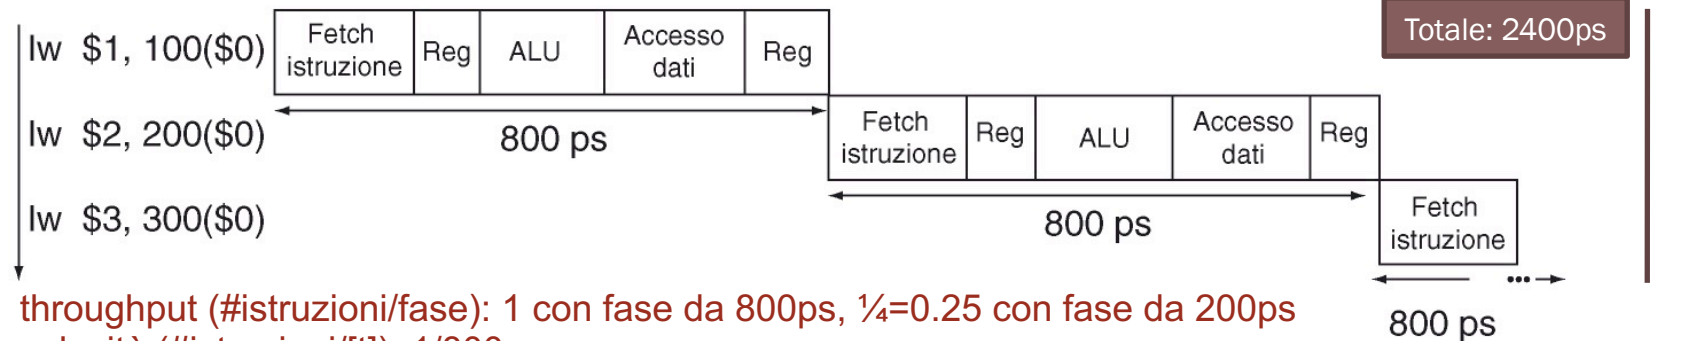 Totale: 2400ps
lw $1, 100($0)
Fetch
istruzione
Reg
ALU
Accesso
dati
Reg
800 ps
lw $2, 200($0)
Fetch
istruzione
Reg
ALU
Accesso
dati
Reg
800 ps
lw $3, 300($0)
Fetch
istruzione
800 ps
throughput (#istruzioni/fase): 1 con fase da 800ps, ¼=0.25 con fase da 200ps